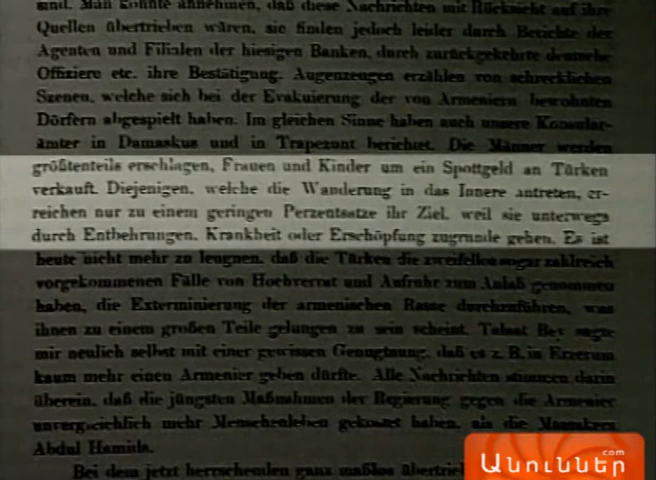 sind. Man könnte annehmen, daß diese Nachrichten mit Rücksicht auf ihre
Quellen übertrieben wären, sie finden jedoch leider durch Berichte der
Agenten und Filialen der hiesigen Banken, durch zurückgekehrte deutsche
Offiziere etc. ihre Bestätigung. Augenzeugen erzählen von schrecklichen
Szenen, welche sich bei der Evakuierung der von Armeniern bewohnten
Dörfern abgespielt haben. Im gleichen Sinne haben auch unsere Konsular-
ämter in Damaskus und in Trapezunt berichtet. Die Männer werden
größtenteils erschlagen, Frauen und Kinder um ein Spottgeld an Türken
verkauft. Diejenigen, welche die Wanderung in das Innere antreten, er-
reichen nur zu einem geringen Perzentsatze ihr Ziel, weil sie unterwegs
durch Entbehrungen, Krankheit oder Erschöpfung zugrunde gehen. Es ist
heute nicht mehr zu leugnen, daß die Türken die zweifellos sogar zahlreich
vorgekommenen Fälle von Hochverrat und Aufruhr zum Anlaß genommen
haben, die Exterminierung der armenischen Rasse durchzuführen, was
ihnen zu einem großen Teile gelungen zu sein scheint. Talaat Bey sagte
mir neulich selbst mit einer gewissen Genugtuung, daß es z. B. in Erzerum
kaum mehr einen Armenier geben dürfte. Alle Nachrichten stimmen darin
überein, daß die jüngsten Maßnahmen der Regierung gegen die Armenier
unvergleichlich mehr Menschenleben gekostet haben, als die Massakers
Abdul Hamids.
Bei dem jetzt herrschenden ganz maßlos
Անուններ.com